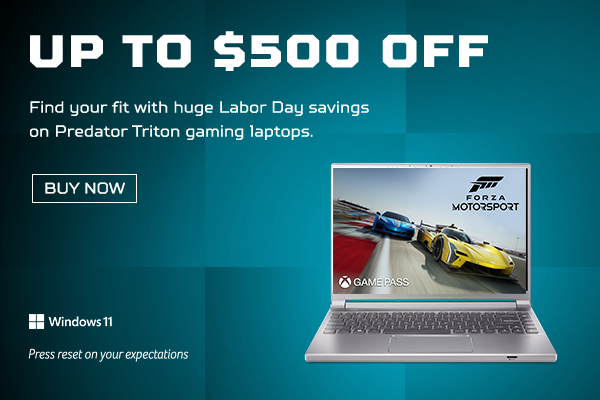 UP TO $500 OFF
Find your fit with huge Labor Day savings
on Predator Triton gaming laptops.
BUY NOW
FORZA
MOTORSPORT
GAME PASS
Windows 11
Press reset on your expectations